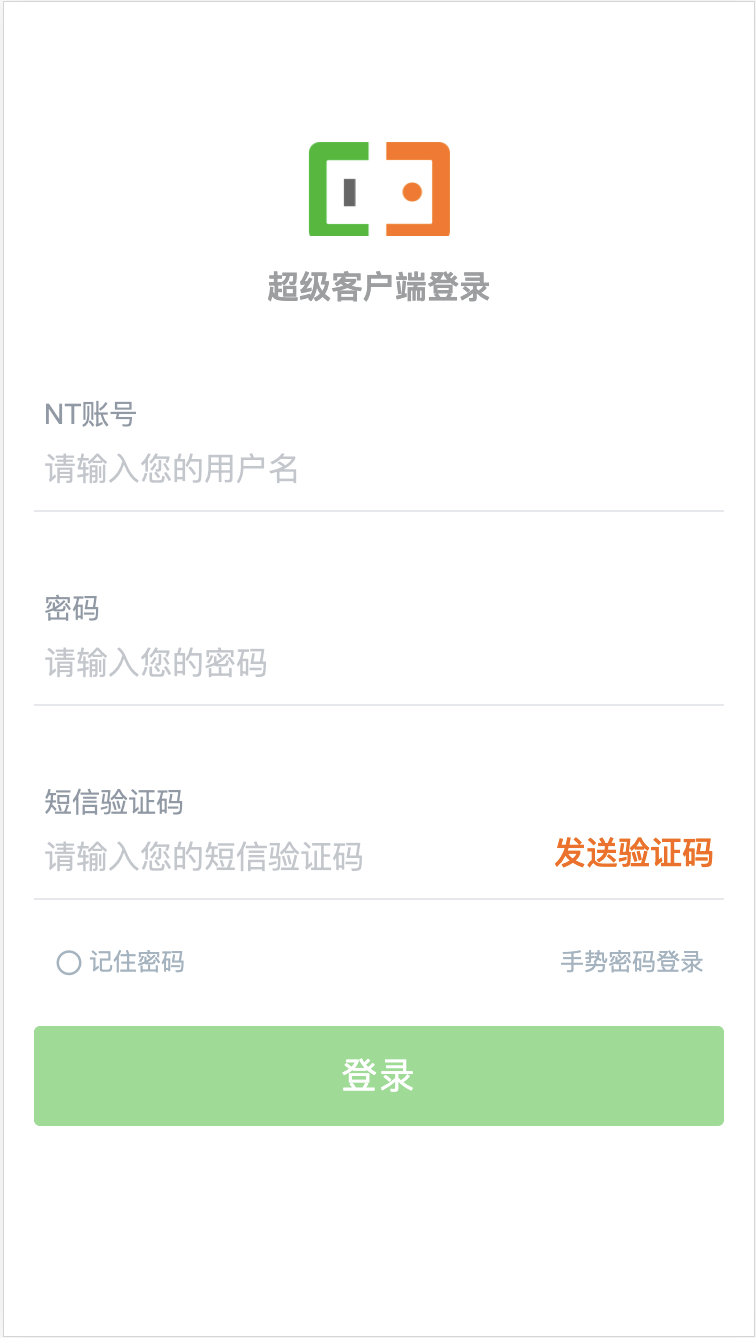 超级客户端登录
NT账号
请输入您的用户名
密码
请输入您的密码
短信验证码
请输入您的短信验证码 发送验证码
记住密码 手势密码登录
登录